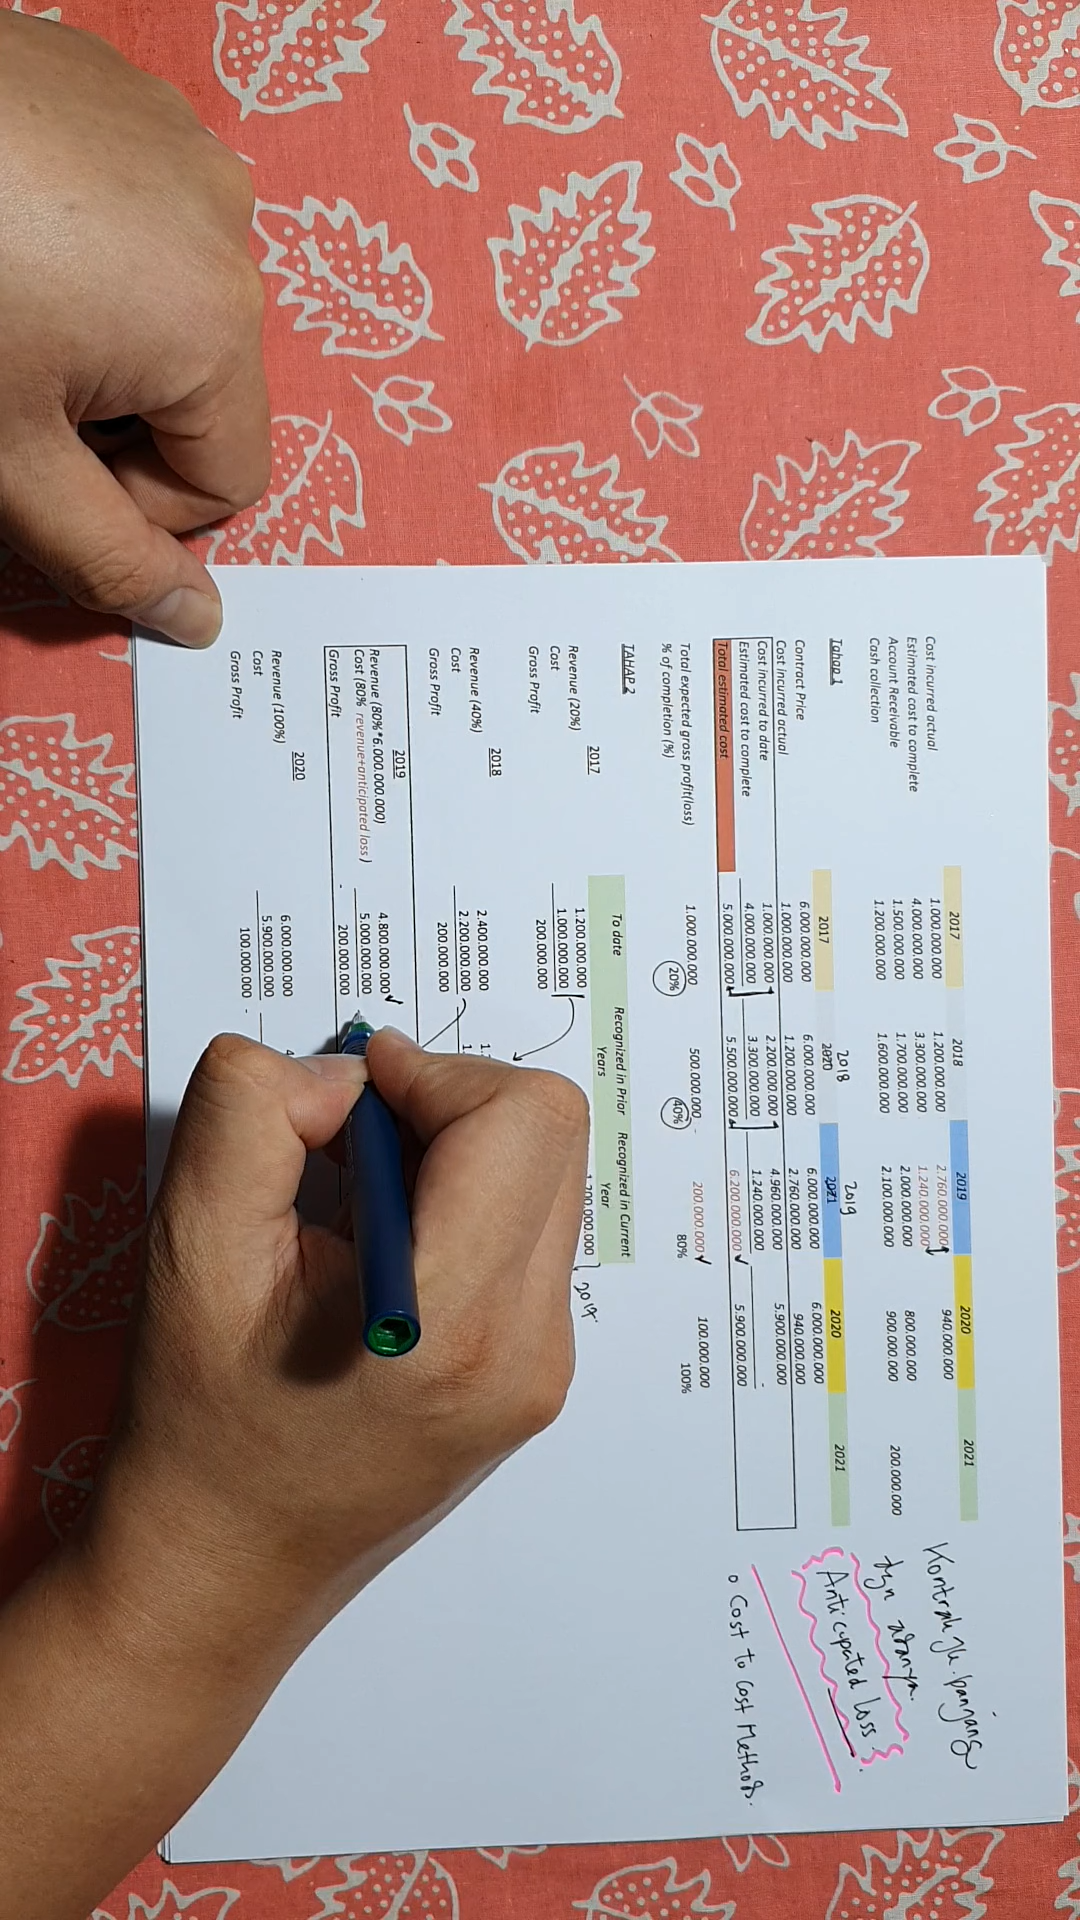 2017 2018 2019 2020 2021
Cost incurred actual 1.000.000.000 1.200.000.000 2.760.000.000 940.000.000
Estimated cost to complete 4.000.000.000 3.300.000.000 1.240.000.000
Account Receivable 1.500.000.000 1.700.000.000 2.000.000.000 800.000.000
Cash collection 1.200.000.000 1.600.000.000 2.100.000.000 900.000.000 200.000.000
Kontrak jk. panjang
dgn adanya
{Anticipated loss}.
o Cost to Cost Methods.
2018 2019
Tahap 1 2017 2020 2021 2020 2021
Contract Price 6.000.000.000 6.000.000.000 6.000.000.000 6.000.000.000
Cost incurred actual 1.000.000.000 1.200.000.000 2.760.000.000 940.000.000
Cost incurred to date 1.000.000.000 2.200.000.000 4.960.000.000 5.900.000.000
Estimated cost to complete 4.000.000.000 3.300.000.000 1.240.000.000 -
Total estimated cost 5.000.000.000 5.500.000.000 6.200.000.000 5.900.000.000
Total expected gross profit(loss) 1.000.000.000 500.000.000 - 200.000.000 100.000.000
% of completion (%) 20% 40% 80% 100%
TAHAP 2
To date Recognized in Prior Years Recognized in Current Year
2017
Revenue (20%) 1.200.000.000 1.200.000.000
Cost 1.000.000.000
Gross Profit 200.000.000
2018
Revenue (40%) 2.400.000.000 1.
Cost 2.200.000.000 1.
Gross Profit 200.000.000
2019
Revenue (80%*6.000.000.000) 4.800.000.000
Cost (80% revenue+anticipated loss) 5.000.000.000
Gross Profit - 200.000.000
2020
Revenue (100%) 6.000.000.000 4
Cost 5.900.000.000
Gross Profit 100.000.000 -